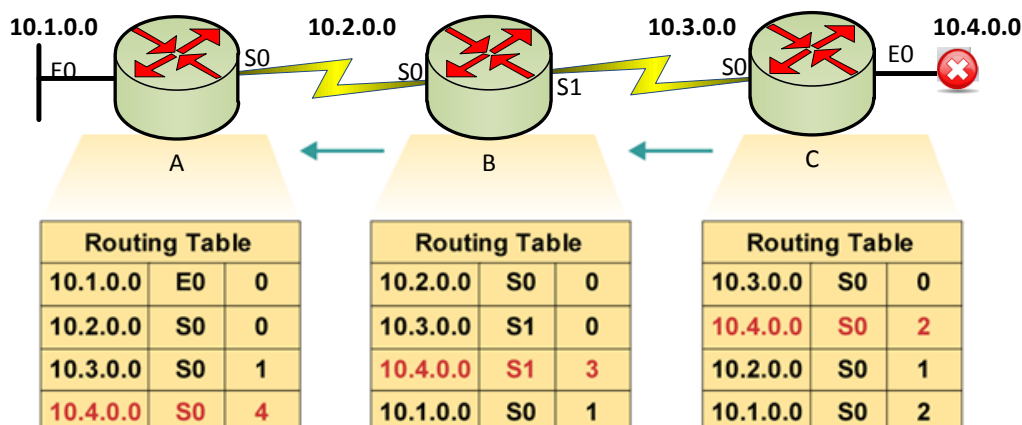 10.1.0.0 10.2.0.0 10.3.0.0 10.4.0.0
E0 S0 S0 S1 S0 E0
A B C
Routing Table
10.1.0.0 E0 0
10.2.0.0 S0 0
10.3.0.0 S0 1
10.4.0.0 S0 4
Routing Table
10.2.0.0 S0 0
10.3.0.0 S1 0
10.4.0.0 S1 3
10.1.0.0 S0 1
Routing Table
10.3.0.0 S0 0
10.4.0.0 S0 2
10.2.0.0 S0 1
10.1.0.0 S0 2